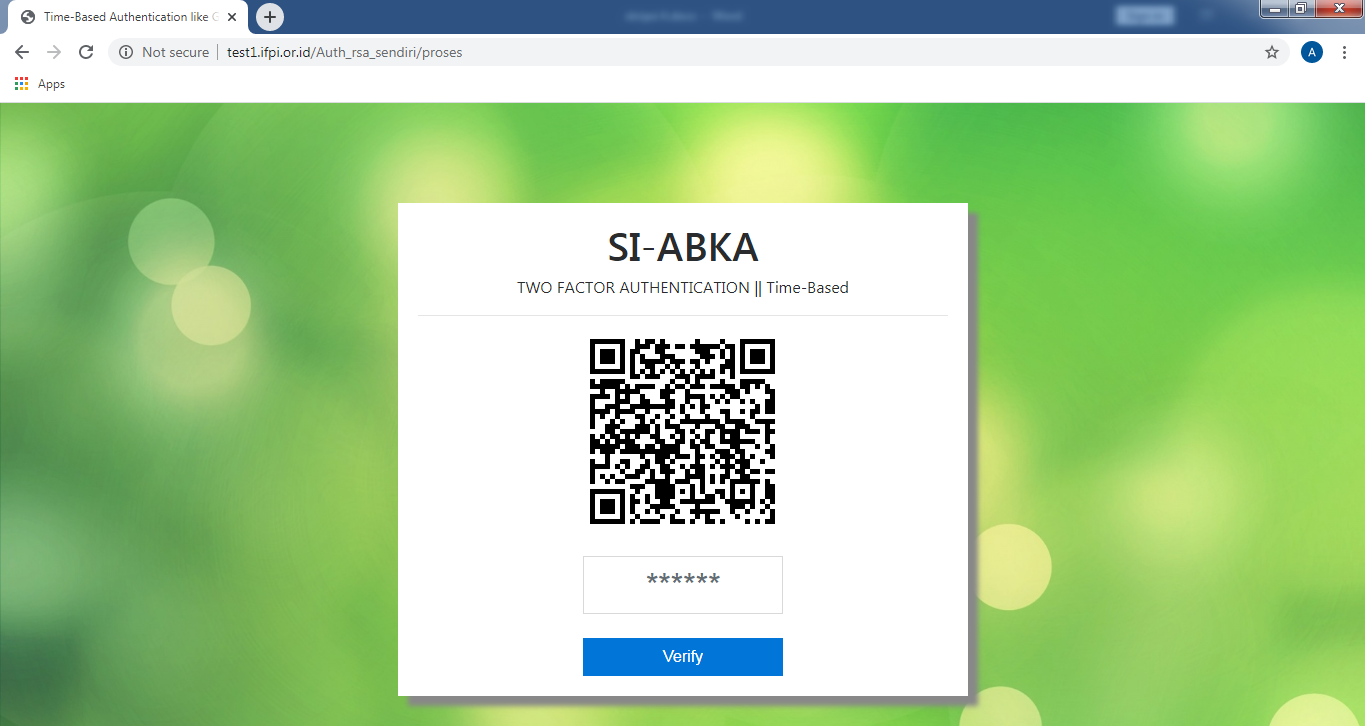 Time-Based Authentication like G
Not secure
test1.ifpi.or.id/Auth_rsa_sendiri/proses
A
Apps
SI-ABKA
TWO FACTOR AUTHENTICATION || Time-Based
******
Verify